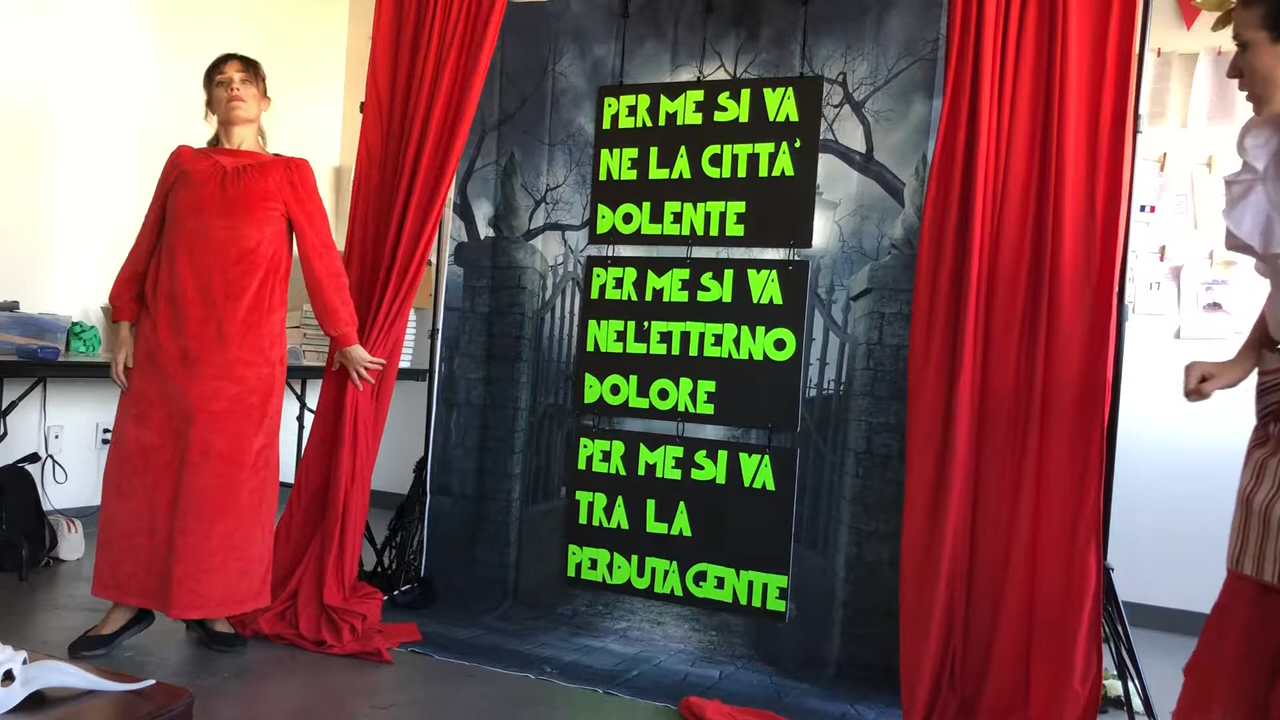 PER ME SI VA
NE LA CITTA'
DOLENTE
PER ME SI VA
NEL'ETTERNO
DOLORE
PER ME SI VA
TRA LA
PERDUTA GENTE
17